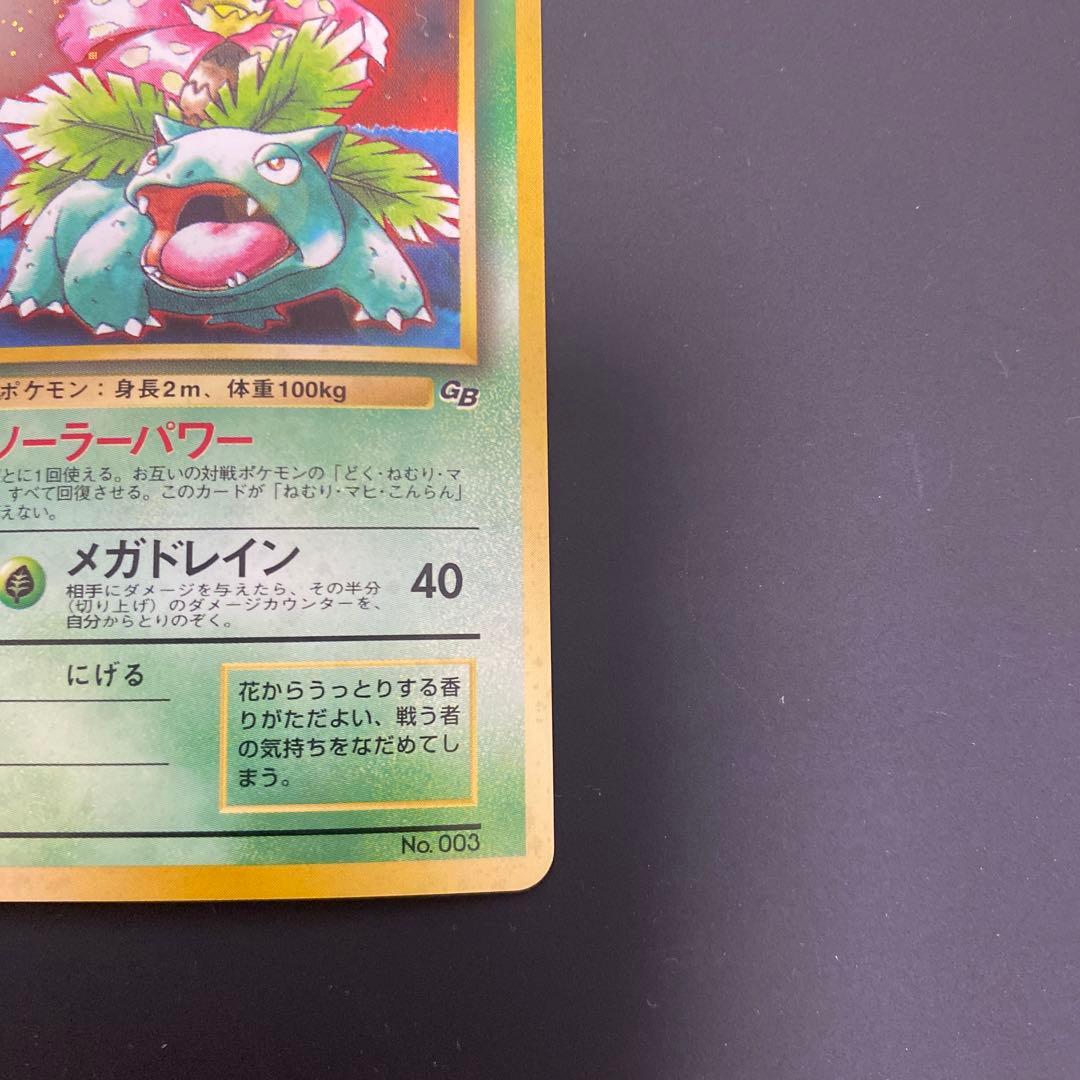 ポケモン：身長2m、体重100kg
GB
ソーラーパワー
とに1回使える。お互いの対戦ポケモンの「どく・ねむり・マ
すべて回復させる。このカードが「ねむり・マヒ・こんらん」
えない。
メガドレイン 40
相手にダメージを与えたら、その半分
（切り上げ）のダメージカウンターを、
自分からとりのぞく。
にげる
花からうっとりする香
りがただよい、戦う者
の気持ちをなだめてし
まう。
No. 003